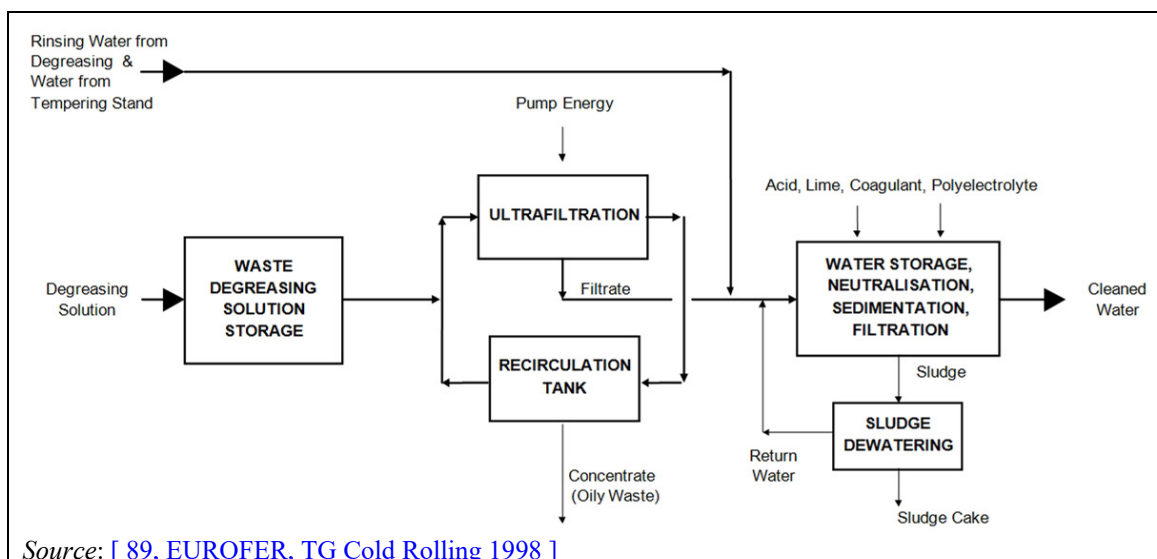 Rinsing Water from
Degreasing &
Water from
Tempering Stand
Pump Energy
Acid, Lime, Coagulant, Polyelectrolyte
ULTRAFILTRATION
WASTE
DEGREASING
SOLUTION
STORAGE
WATER STORAGE,
NEUTRALISATION,
SEDIMENTATION,
FILTRATION
Degreasing
Solution
Filtrate
Cleaned
Water
RECIRCULATION
TANK
Sludge
SLUDGE
DEWATERING
Return
Water
Concentrate
(Oily Waste)
Sludge Cake
Source: [ 89, EUROFER, TG Cold Rolling 1998 ]